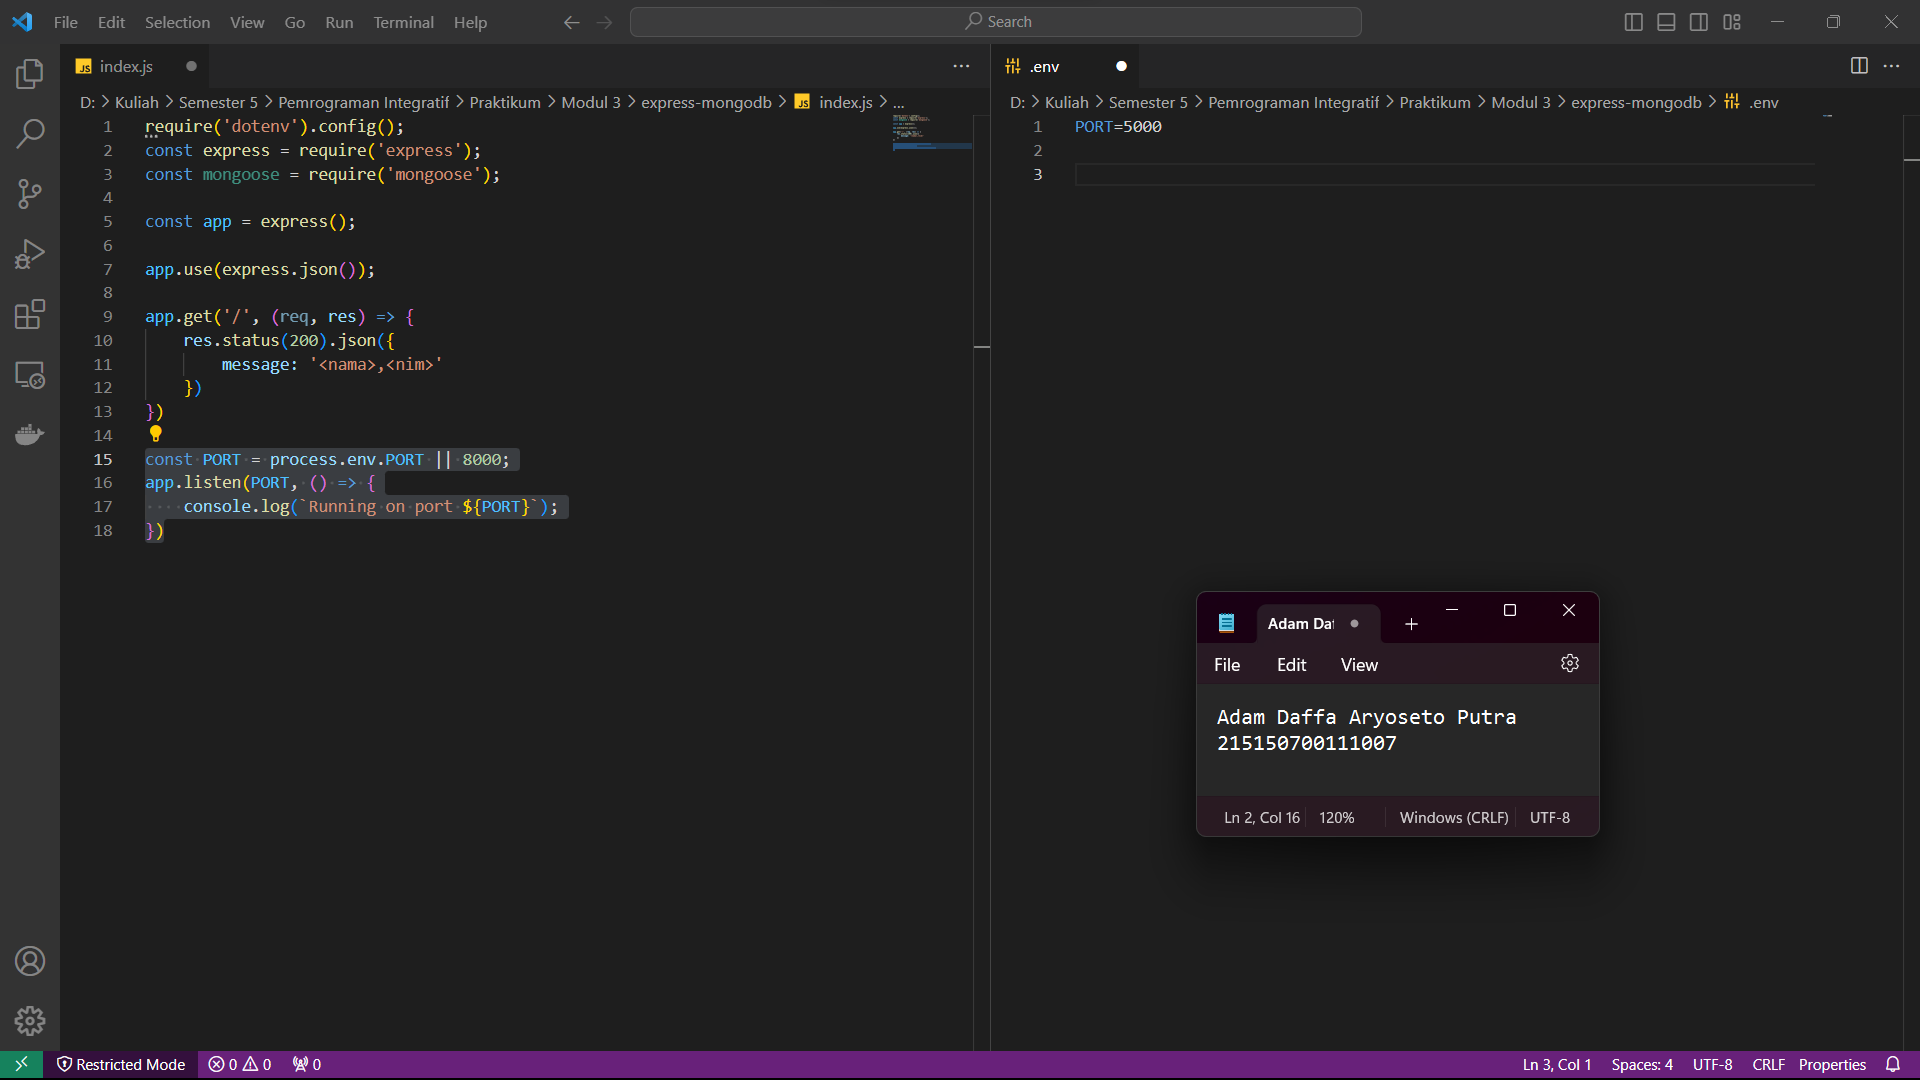 File Edit Selection View Go Run Terminal Help
Search
index.js
D: > Kuliah > Semester 5 > Pemrograman Integratif > Praktikum > Modul 3 > express-mongodb > index.js > ...
1 require('dotenv').config();
2 const express = require('express');
3 const mongoose = require('mongoose');
4
5 const app = express();
6
7 app.use(express.json());
8
9 app.get('/', (req, res) => {
10     res.status(200).json({
11         message: '<nama>,<nim>'
12     })
13 })
14
15 const PORT = process.env.PORT || 8000;
16 app.listen(PORT, () => {
17     console.log(`Running on port ${PORT}`);
18 })
.env
D: > Kuliah > Semester 5 > Pemrograman Integratif > Praktikum > Modul 3 > express-mongodb > .env
1 PORT=5000
2
3
Adam Daf
File Edit View
Adam Daffa Aryoseto Putra
215150700111007
Ln 2, Col 16 120% Windows (CRLF) UTF-8
Restricted Mode 0 0 0 Ln 3, Col 1 Spaces: 4 UTF-8 CRLF Properties